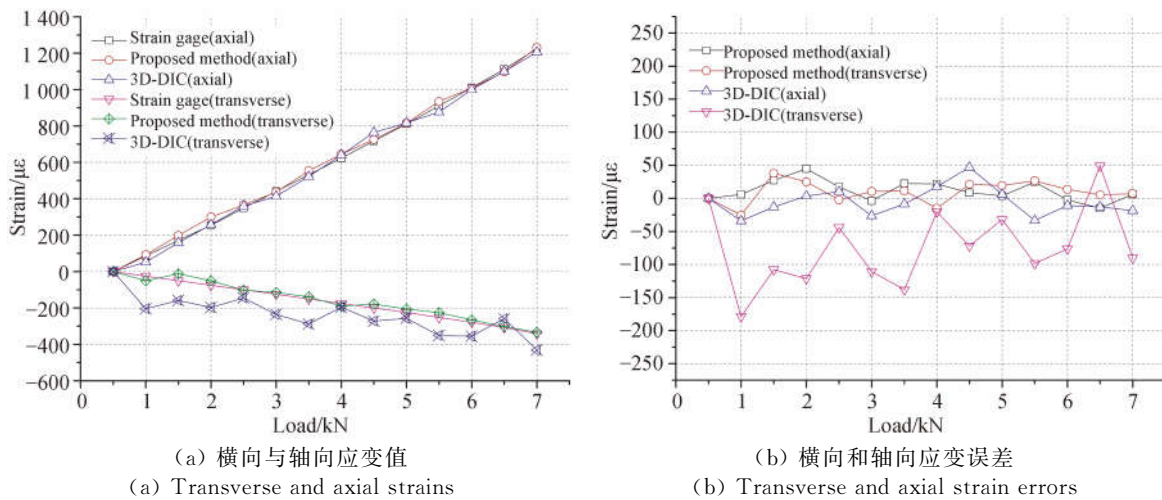 1 400
1 200
1 000
800
600
400
200
0
−200
−400
−600
Strain/με
Strain gage(axial)
Proposed method(axial)
3D-DIC(axial)
Strain gage(transverse)
Proposed method(transverse)
3D-DIC(transverse)
0 1 2 3 4 5 6 7
Load/kN
(a) 横向与轴向应变值
(a) Transverse and axial strains
250
200
150
100
50
0
−50
−100
−150
−200
−250
Strain/με
Proposed method(axial)
Proposed method(transverse)
3D-DIC(axial)
3D-DIC(transverse)
0 1 2 3 4 5 6 7
Load/kN
(b) 横向和轴向应变误差
(b) Transverse and axial strain errors